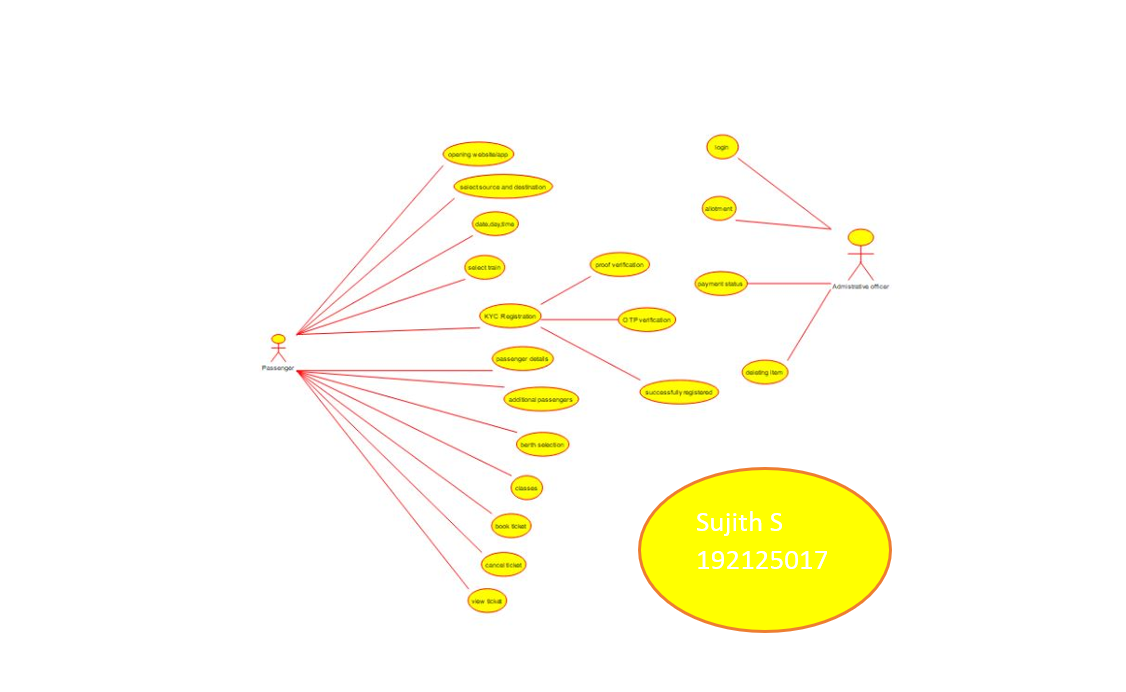 opening website/app
select source and destination
date,day,time
select train
KYC Registration
proof verification
OTP verification
successfully registered
Passenger
passenger details
additional passengers
berth selection
classes
book ticket
cancel ticket
view ticket
login
allotment
payment status
deleting item
Admistrative officer
Sujith S
192125017